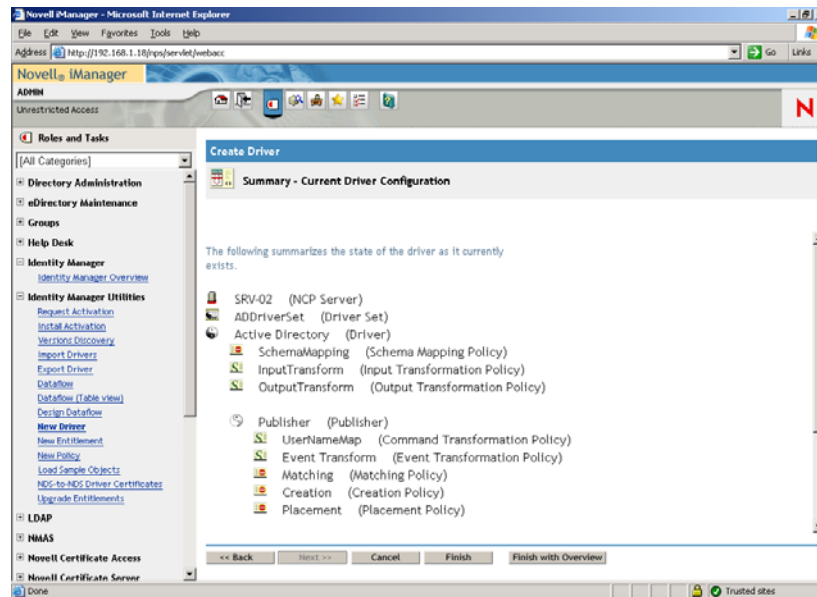 Novell iManager - Microsoft Internet Explorer
File Edit View Favorites Tools Help
Address http://192.168.1.18/nps/servlet/webacc Go Links
Novell® iManager
ADMIN
Unrestricted Access
N
Roles and Tasks
[All Categories]
Directory Administration
eDirectory Maintenance
Groups
Help Desk
Identity Manager
Identity Manager Overview
Identity Manager Utilities
Request Activation
Install Activation
Versions Discovery
Import Drivers
Export Driver
Dataflow
Dataflow (Table view)
Design Dataflow
New Driver
New Entitlement
New Policy
Load Sample Objects
NDS-to-NDS Driver Certificates
Upgrade Entitlements
LDAP
NMAS
Novell Certificate Access
Novell Certificate Server
Create Driver
Summary - Current Driver Configuration
The following summarizes the state of the driver as it currently
exists.
SRV-02 (NCP Server)
ADDriverSet (Driver Set)
Active Directory (Driver)
SchemaMapping (Schema Mapping Policy)
InputTransform (Input Transformation Policy)
OutputTransform (Output Transformation Policy)
Publisher (Publisher)
UserNameMap (Command Transformation Policy)
Event Transform (Event Transformation Policy)
Matching (Matching Policy)
Creation (Creation Policy)
Placement (Placement Policy)
<< Back Next >> Cancel Finish Finish with Overview
Done Trusted sites